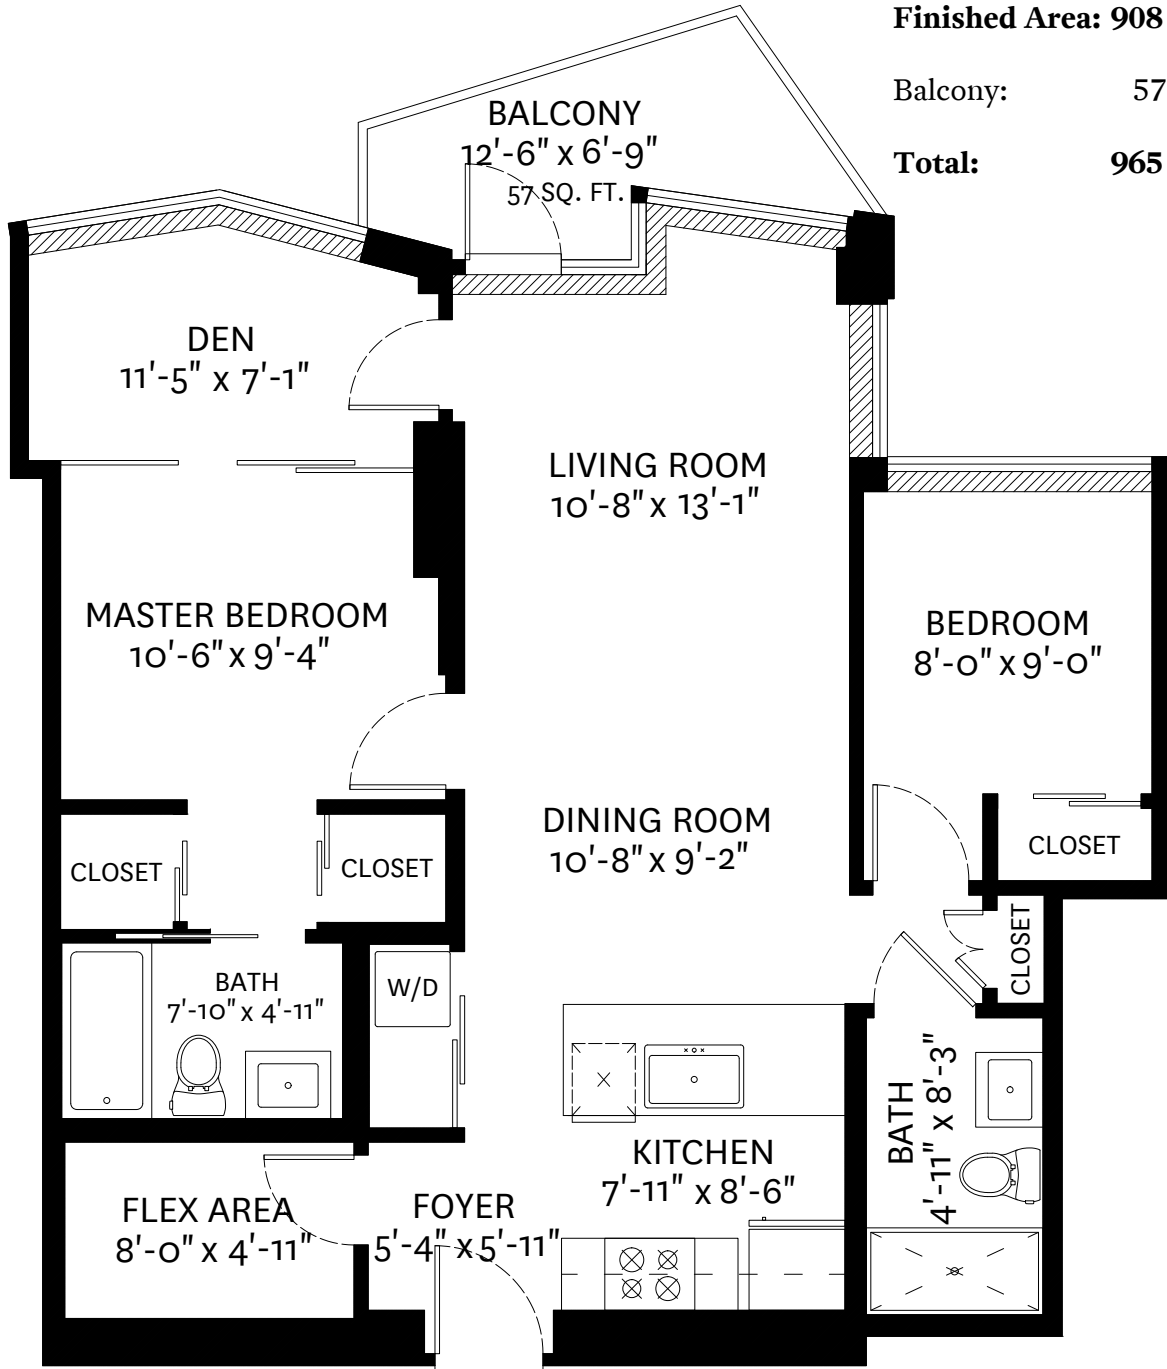 Finished Area: 908
Balcony: 57
Total: 965
BALCONY
12'-6" x 6'-9"
57 SQ. FT.
DEN
11'-5" x 7'-1"
LIVING ROOM
10'-8" x 13'-1"
MASTER BEDROOM
10'-6" x 9'-4"
BEDROOM
8'-0" x 9'-0"
DINING ROOM
10'-8" x 9'-2"
CLOSET
CLOSET
CLOSET
CLOSET
BATH
7'-10" x 4'-11"
W/D
BATH
4'-11" x 8'-3"
KITCHEN
7'-11" x 8'-6"
FLEX AREA
8'-0" x 4'-11"
FOYER
5'-4" x 5'-11"